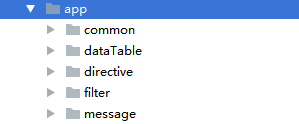 app
common
dataTable
directive
filter
message